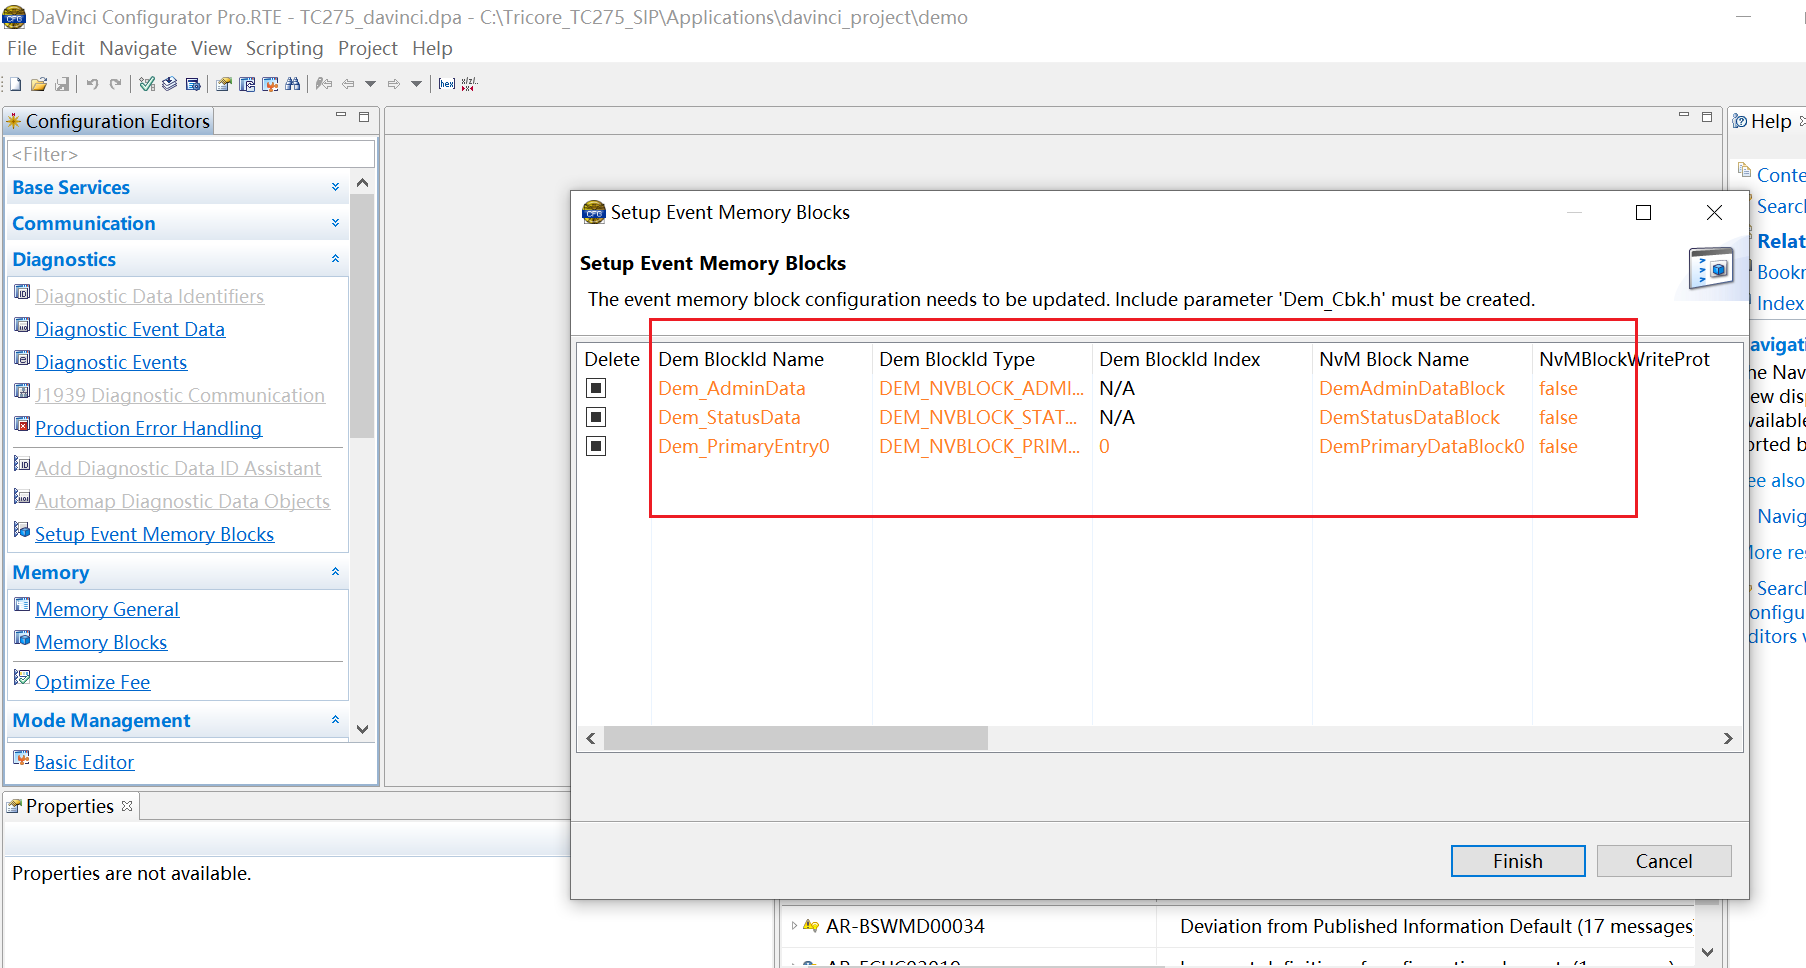 DaVinci Configurator Pro.RTE - TC275_davinci.dpa - C:\Tricore_TC275_SIP\Applications\davinci_project\demo
File Edit Navigate View Scripting Project Help
[hex]
Configuration Editors
<Filter>
Base Services
Communication
Diagnostics
Diagnostic Data Identifiers
Diagnostic Event Data
Diagnostic Events
J1939 Diagnostic Communication
Production Error Handling
Add Diagnostic Data ID Assistant
Automap Diagnostic Data Objects
Setup Event Memory Blocks
Memory
Memory General
Memory Blocks
Optimize Fee
Mode Management
Basic Editor
Properties
Properties are not available.
Setup Event Memory Blocks
Setup Event Memory Blocks
The event memory block configuration needs to be updated. Include parameter 'Dem_Cbk.h' must be created.
Delete Dem BlockId Name Dem BlockId Type Dem BlockId Index NvM Block Name NvMBlockWriteProt
Dem_AdminData DEM_NVBLOCK_ADMI... N/A DemAdminDataBlock false
Dem_StatusData DEM_NVBLOCK_STAT... N/A DemStatusDataBlock false
Dem_PrimaryEntry0 DEM_NVBLOCK_PRIM... 0 DemPrimaryDataBlock0 false
Finish Cancel
AR-BSWMD00034 Deviation from Published Information Default (17 messages)
Help
Conte
Search
Relat
Bookr
Index
avigati
he Nav
ew disp
vailable
orted b
ee also
Navig
More re
Search
onfigu
ditors v